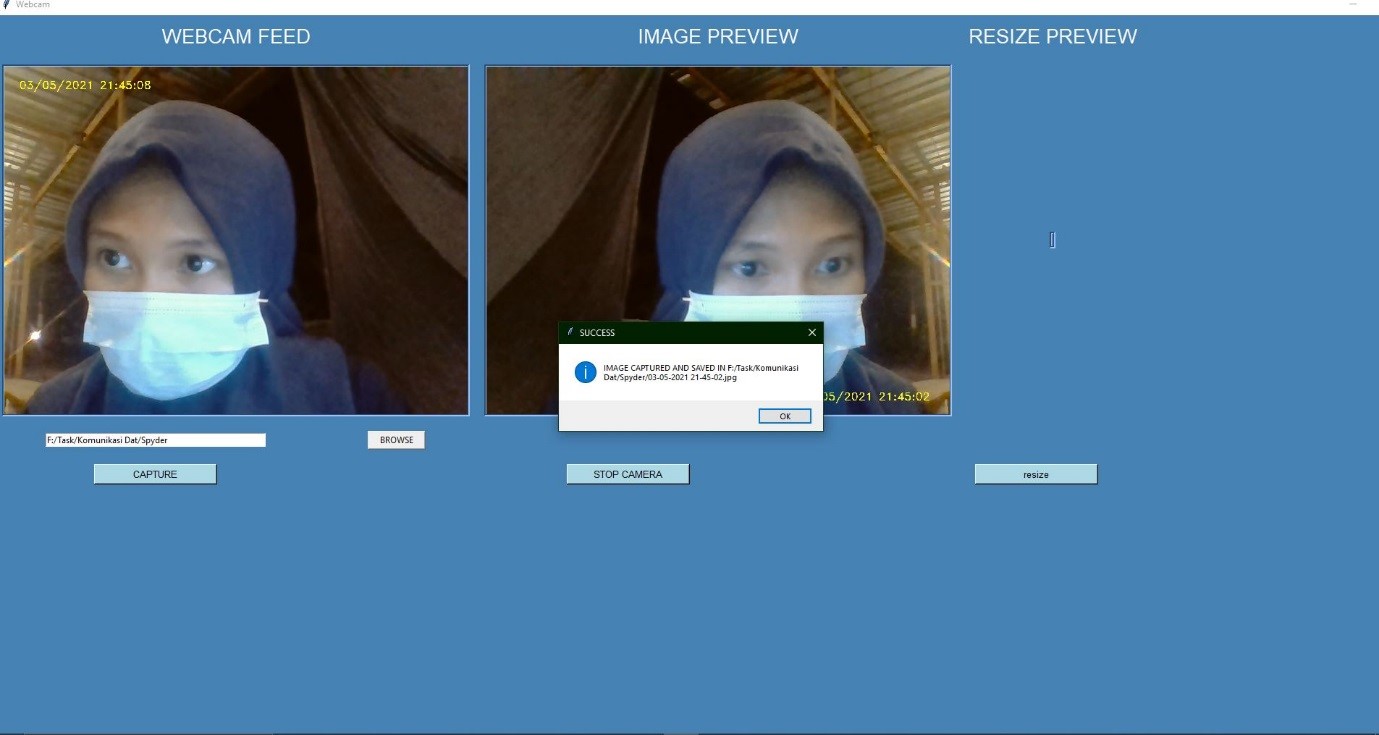 Webcam
WEBCAM FEED
IMAGE PREVIEW
RESIZE PREVIEW
03/05/2021 21:45:08
SUCCESS
IMAGE CAPTURED AND SAVED IN F:/Task/Komunikasi
Dat/Spyder/03-05-2021 21-45-02.jpg
OK
05/2021 21:45:02
F:/Task/Komunikasi Dat/Spyder
BROWSE
CAPTURE
STOP CAMERA
resize